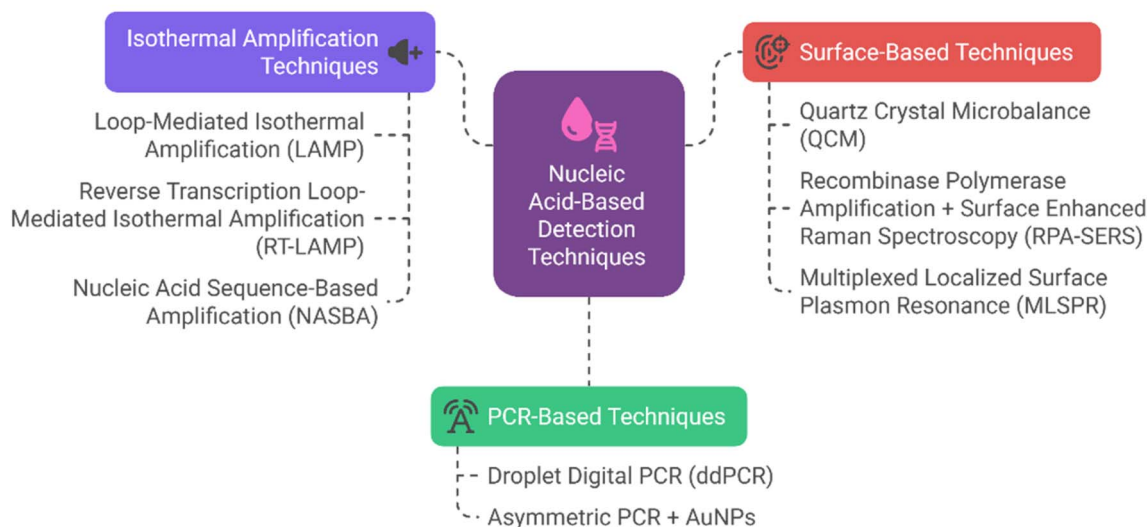 Isothermal Amplification
Techniques
Loop-Mediated Isothermal
Amplification (LAMP)
Reverse Transcription Loop-
Mediated Isothermal Amplification
(RT-LAMP)
Nucleic Acid Sequence-Based
Amplification (NASBA)
Nucleic
Acid-Based
Detection
Techniques
Surface-Based Techniques
Quartz Crystal Microbalance
(QCM)
Recombinase Polymerase
Amplification + Surface Enhanced
Raman Spectroscopy (RPA-SERS)
Multiplexed Localized Surface
Plasmon Resonance (MLSPR)
PCR-Based Techniques
Droplet Digital PCR (ddPCR)
Asymmetric PCR + AuNPs